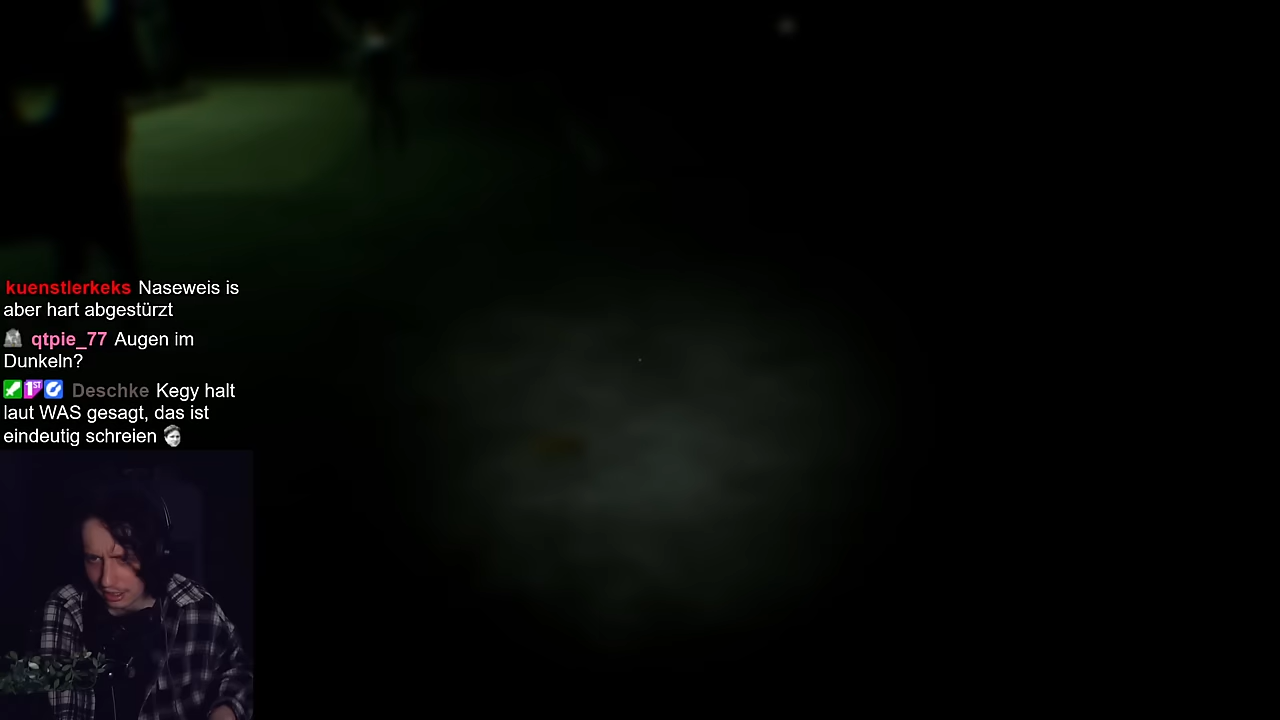 kuenstlerkeks Naseweis is
aber hart abgestürzt
qtpie_77 Augen im
Dunkeln?
1ST Deschke Kegy halt
laut WAS gesagt, das ist
eindeutig schreien